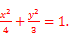 x²/4 + y²/3 = 1.